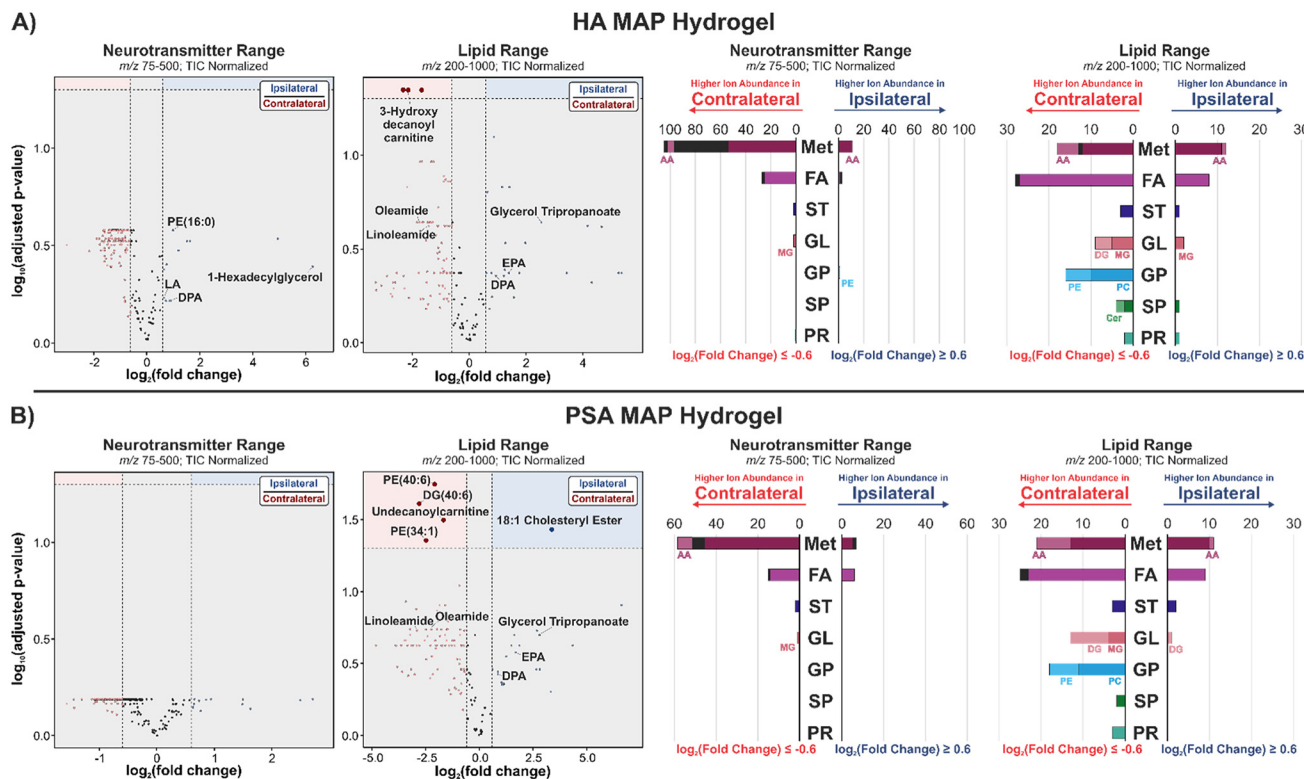 A)
HA MAP Hydrogel
Neurotransmitter Range
m/z 75-500; TIC Normalized
Ipsilateral
Contralateral
PE(16:0)
1-Hexadecylglycerol
LA
DPA
log₁₀(adjusted p-value)
1.0
0.5
0.0
-2 0 2 4 6
log₂(fold change)
Lipid Range
m/z 200-1000; TIC Normalized
Ipsilateral
Contralateral
3-Hydroxy
decanoyl
carnitine
Oleamide
Linoleamide
Glycerol Tripropanoate
EPA
DPA
1.0
0.5
0.0
-2 0 2 4
log₂(fold change)
Neurotransmitter Range
m/z 75-500; TIC Normalized
Higher Ion Abundance in
Contralateral
Higher Ion Abundance in
Ipsilateral
100 80 60 40 20 0
0 20 40 60 80 100
AA
Met
AA
FA
ST
MG
GL
GP
PE
SP
PR
log₂(Fold Change) ≤ -0.6
log₂(Fold Change) ≥ 0.6
Lipid Range
m/z 200-1000; TIC Normalized
Higher Ion Abundance in
Contralateral
Higher Ion Abundance in
Ipsilateral
30 20 10 0
0 10 20 30
AA
Met
AA
FA
ST
DG MG
GL
MG
PE PC
GP
Cer
SP
PR
log₂(Fold Change) ≤ -0.6
log₂(Fold Change) ≥ 0.6
B)
PSA MAP Hydrogel
Neurotransmitter Range
m/z 75-500; TIC Normalized
Ipsilateral
Contralateral
log₁₀(adjusted p-value)
1.0
0.5
0.0
-1 0 1 2
log₂(fold change)
Lipid Range
m/z 200-1000; TIC Normalized
Ipsilateral
Contralateral
PE(40:6)
DG(40:6)
Undecanoylcarnitine
PE(34:1)
18:1 Cholesteryl Ester
Linoleamide
Oleamide
Glycerol Tripropanoate
EPA
DPA
1.5
1.0
0.5
0.0
-5.0 -2.5 0.0 2.5 5.0
log₂(fold change)
Neurotransmitter Range
m/z 75-500; TIC Normalized
Higher Ion Abundance in
Contralateral
Higher Ion Abundance in
Ipsilateral
60 40 20 0
0 20 40 60
AA
Met
FA
ST
MG
GL
GP
SP
PR
log₂(Fold Change) ≤ -0.6
log₂(Fold Change) ≥ 0.6
Lipid Range
m/z 200-1000; TIC Normalized
Higher Ion Abundance in
Contralateral
Higher Ion Abundance in
Ipsilateral
30 20 10 0
0 10 20 30
AA
Met
AA
FA
ST
DG MG
GL
DG
PE PC
GP
SP
PR
log₂(Fold Change) ≤ -0.6
log₂(Fold Change) ≥ 0.6